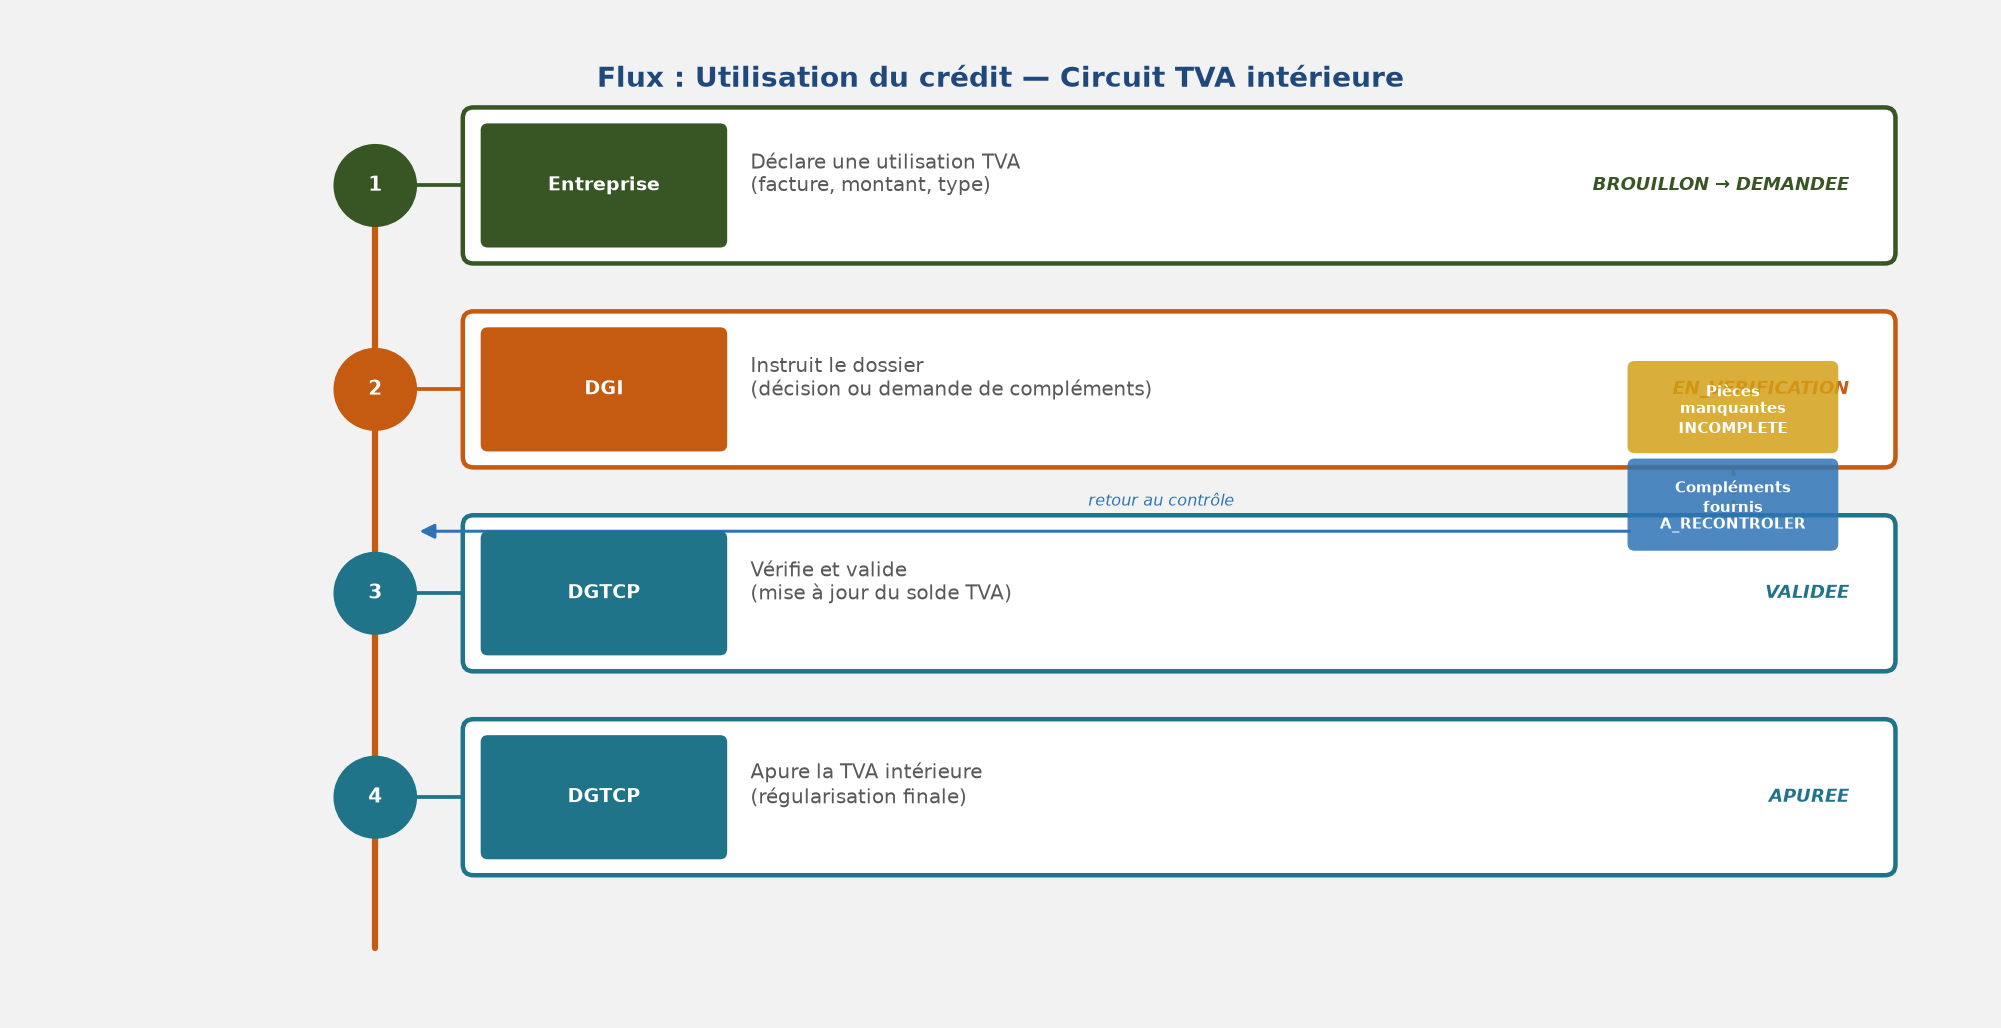 Flux : Utilisation du crédit — Circuit TVA intérieure
1
Entreprise
Déclare une utilisation TVA
(facture, montant, type)
BROUILLON → DEMANDEE
2
DGI
Instruit le dossier
(décision ou demande de compléments)
EN_VERIFICATION
Pièces
manquantes
INCOMPLETE
Compléments
fournis
A_RECONTROLER
retour au contrôle
3
DGTCP
Vérifie et valide
(mise à jour du solde TVA)
VALIDEE
4
DGTCP
Apure la TVA intérieure
(régularisation finale)
APUREE